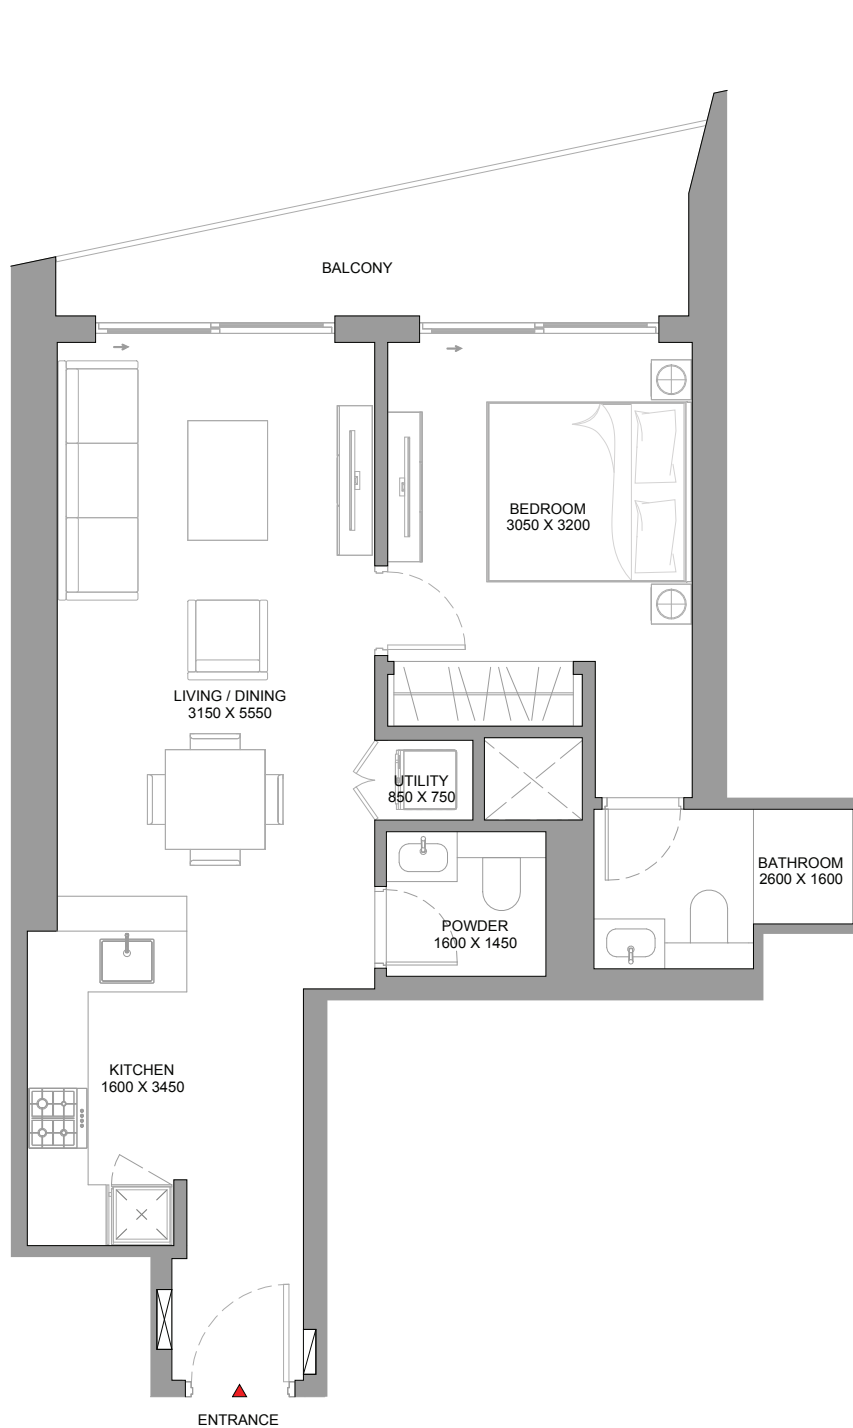 BALCONY
BEDROOM
3050 X 3200
LIVING / DINING
3150 X 5550
UTILITY
850 X 750
BATHROOM
2600 X 1600
POWDER
1600 X 1450
KITCHEN
1600 X 3450
ENTRANCE